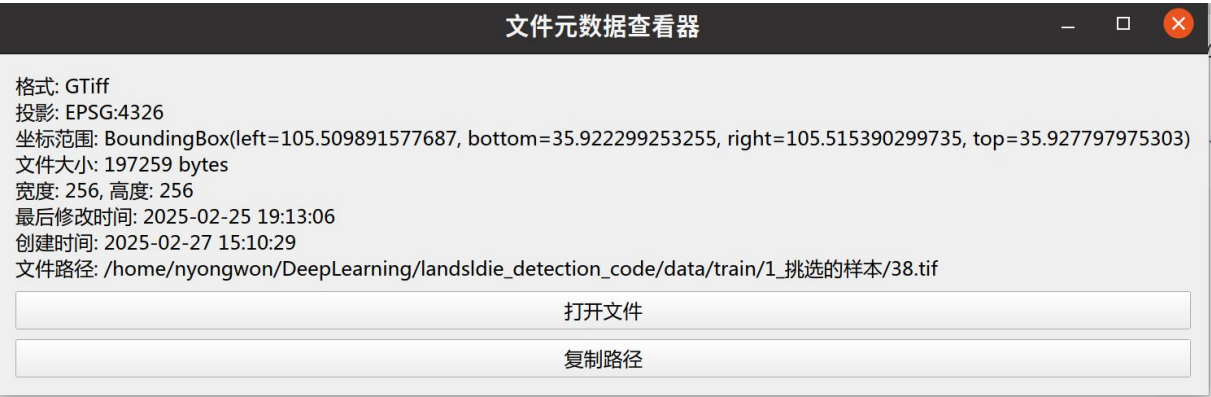 文件元数据查看器
格式: GTiff
投影: EPSG:4326
坐标范围: BoundingBox(left=105.509891577687, bottom=35.922299253255, right=105.515390299735, top=35.927797975303)
文件大小: 197259 bytes
宽度: 256, 高度: 256
最后修改时间: 2025-02-25 19:13:06
创建时间: 2025-02-27 15:10:29
文件路径: /home/nyongwon/DeepLearning/landsldie_detection_code/data/train/1_挑选的样本/38.tif
打开文件
复制路径